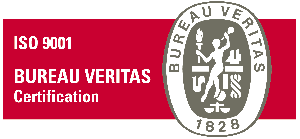 ISO 9001
BUREAU VERITAS
Certification
BUREAU VERITAS
1828